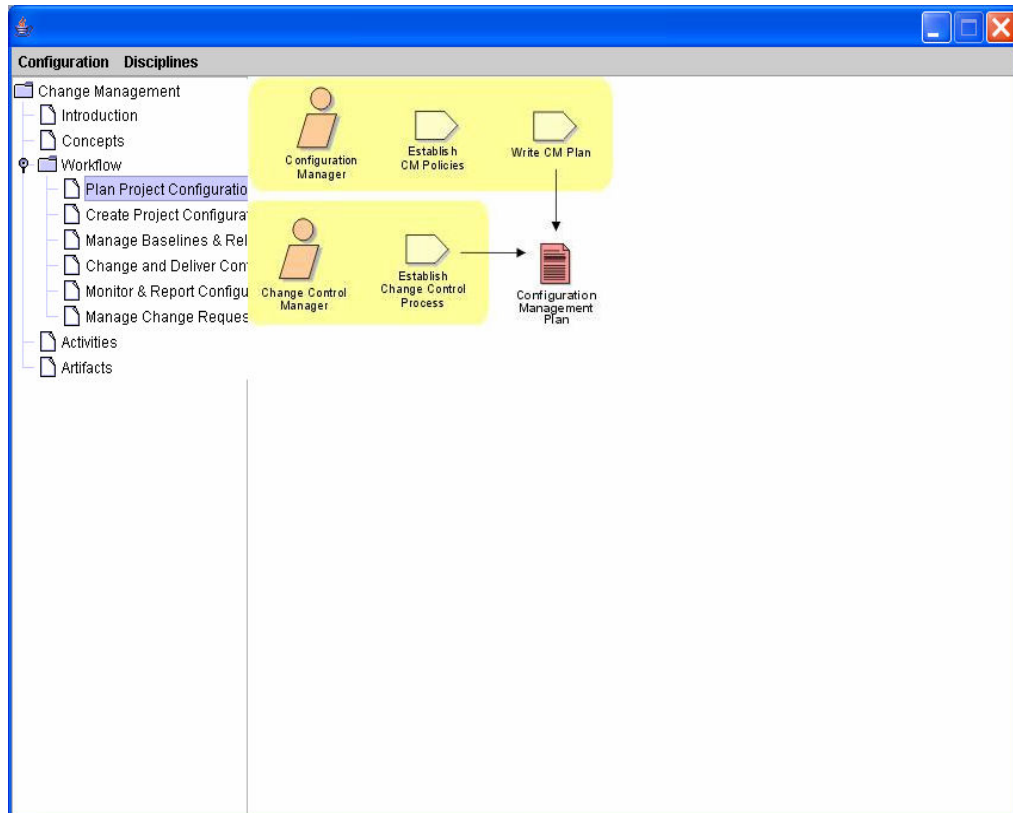 Configuration Disciplines
Change Management
Introduction
Concepts
Workflow
Plan Project Configuratio
Create Project Configura
Manage Baselines & Rel
Change and Deliver Con
Monitor & Report Configu
Manage Change Reques
Activities
Artifacts
Configuration
Manager
Establish
CM Policies
Write CM Plan
Change Control
Manager
Establish
Change Control
Process
Configuration
Management
Plan